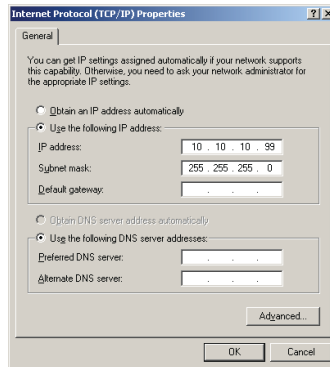 Internet Protocol (TCP/IP) Properties
General
You can get IP settings assigned automatically if your network supports
this capability. Otherwise, you need to ask your network administrator for
the appropriate IP settings.
Obtain an IP address automatically
Use the following IP address:
IP address: 10 . 10 . 10 . 99
Subnet mask: 255 . 255 . 255 . 0
Default gateway: . . .
Obtain DNS server address automatically
Use the following DNS server addresses:
Preferred DNS server: . . .
Alternate DNS server: . . .
Advanced...
OK Cancel